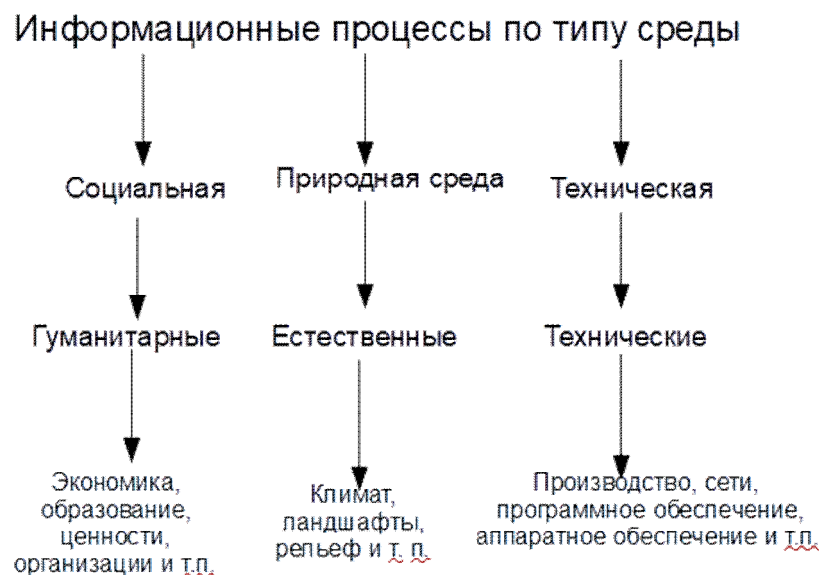 Информационные процессы по типу среды
Социальная
Природная среда
Техническая
Гуманитарные
Естественные
Технические
Экономика,
образование,
ценности,
организации и т.п.
Климат,
ландшафты,
рельеф и т. п.
Производство, сети,
программное обеспечение,
аппаратное обеспечение и т.п.